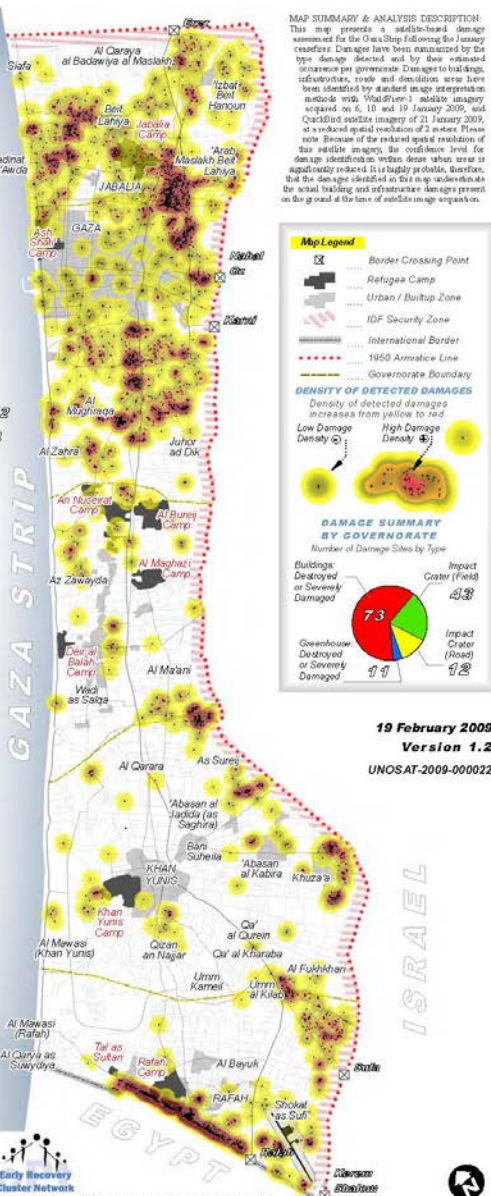 MAP SUMMARY & ANALYSIS DESCRIPTION:
This map presents a satellite-based damage
assessment for the Gaza Strip following the January
ceasefires. Damages have been summarized by the
type damage detected and by their estimated
occurrence per governorate. Damages to buildings,
infrastructure, roads and demolition areas have
been identified by standard image interpretation
methods with WorldView-1 satellite imagery
acquired on 6, 10 and 19 January 2009, and
QuickBird satellite imagery of 21 January 2009,
at a reduced spatial resolution of 2 meters. Please
note: Because of the reduced spatial resolution of
this satellite imagery, the confidence level for
damage identification within dense urban areas is
significantly reduced. It is highly probable, therefore,
that the damages identified in this map underestimate
the actual building and infrastructure damages present
on the ground at the time of satellite image acquisition.
Map Legend
Border Crossing Point
Refugee Camp
Urban / Builtup Zone
IDF Security Zone
International Border
1950 Armistice Line
Governorate Boundary
DENSITY OF DETECTED DAMAGES
Density of detected damages
increases from yellow to red
Low Damage
Density
High Damage
Density
DAMAGE SUMMARY
BY GOVERNORATE
Number of Damage Sites by Type
Buildings
Destroyed
or Severely
Damaged
73
Impact
Crater (Field)
43
Impact
Crater
(Road)
12
Greenhouse
Destroyed
or Severely
Damaged
11
19 February 2009
Version 1.2
UNOSAT-2009-000022
Erez
Siafa
Al Qaraya
al Badawiya al Maslakh
'Izbat
Beit
Hanoun
Beit
Lahiya
Jabalia
Camp
'Arab
Maslakh Beit
Lahiya
'Awda
JABALIA
GAZA
Ash
Shati
Camp
Nahal
Oz
Karni
Al
Mughraqa
Juhor
ad Dik
Al Zahra
An Nuseirat
Camp
Al Bureij
Camp
Al Maghazi
Camp
Az Zawayda
Deir al
Balah
Camp
Al Ma'ani
Wadi
as Salqa
GAZA STRIP
Al Qarara
As Sureij
'Abasan al
Jadida (as
Saghira)
Bani
Suheila
'Abasan
al Kabira
Khuza'a
KHAN
YUNIS
Khan
Yunis
Camp
Al Mawasi
(Khan Yunis)
Qizan
an Najjar
Qa'
al Qurein
Qa' al Kharaba
Umm
Kameil
Al Fukhkhari
Umm
al Kilab
ISRAEL
Al Mawasi
(Rafah)
Al Qarya as
Suwydiya
Tal as
Sultan
Rafah
Camp
Al Bayuk
RAFAH
Shokat
as Sufi
Sufa
EGYPT
Rafah
Kerem
Shalom
Early Recovery
Cluster Network